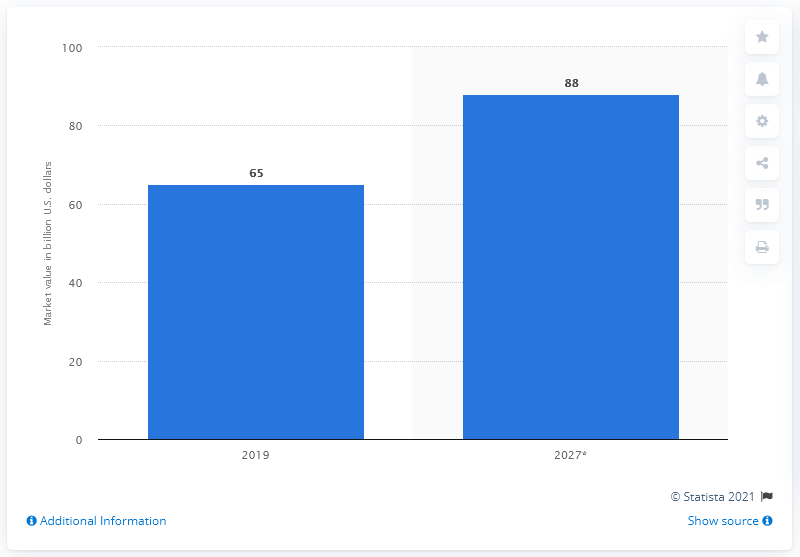 100
80
60
40
20
0
Market value in billion U.S. dollars
65
88
2019
2027*
© Statista 2021
Additional Information
Show source